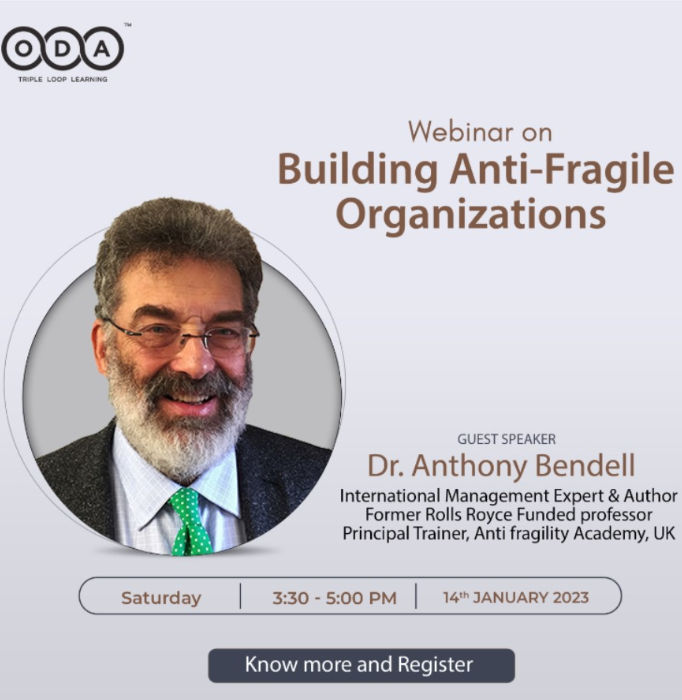 ODA™
TRIPLE LOOP LEARNING
Webinar on
Building Anti-Fragile
Organizations
GUEST SPEAKER
Dr. Anthony Bendell
International Management Expert & Author
Former Rolls Royce Funded professor
Principal Trainer, Anti fragility Academy, UK
Saturday | 3:30 - 5:00 PM | 14th JANUARY 2023
Know more and Register